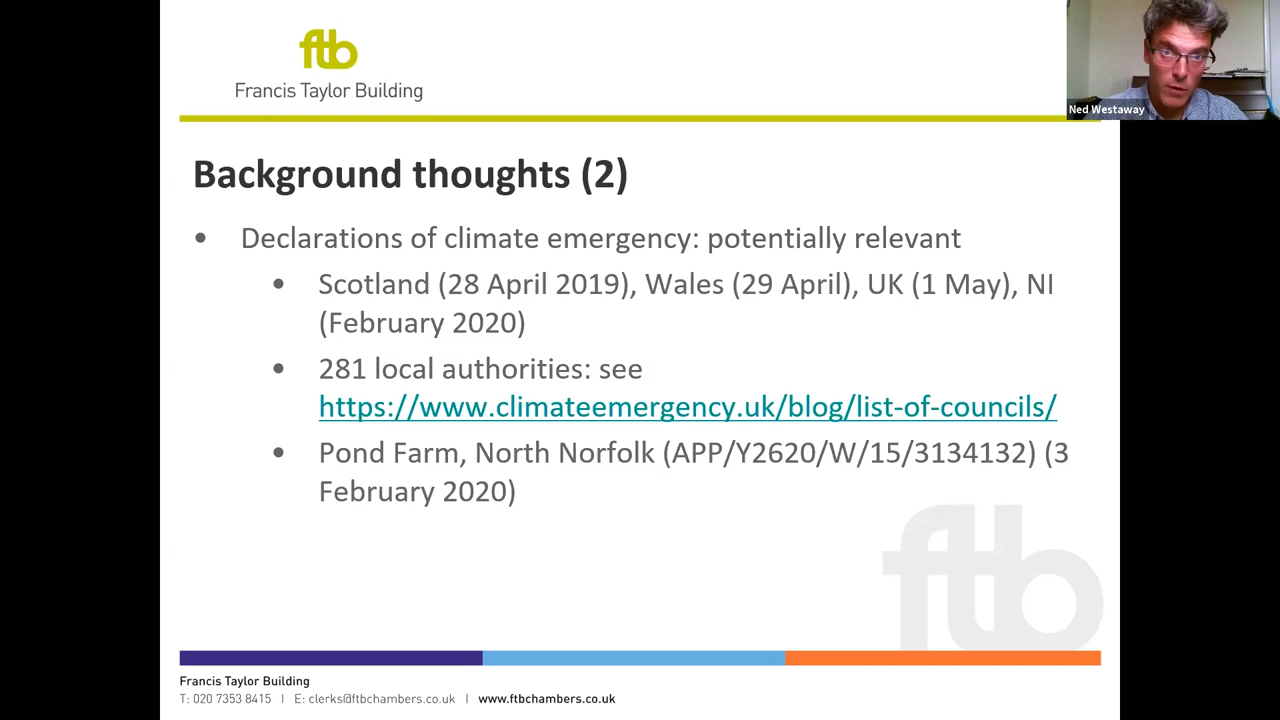 ftb
Francis Taylor Building
Ned Westaway
Background thoughts (2)
• Declarations of climate emergency: potentially relevant
• Scotland (28 April 2019), Wales (29 April), UK (1 May), NI
(February 2020)
• 281 local authorities: see
https://www.climateemergency.uk/blog/list-of-councils/
• Pond Farm, North Norfolk (APP/Y2620/W/15/3134132) (3
February 2020)
ftb
Francis Taylor Building
T: 020 7353 8415 | E: clerks@ftbchambers.co.uk | www.ftbchambers.co.uk